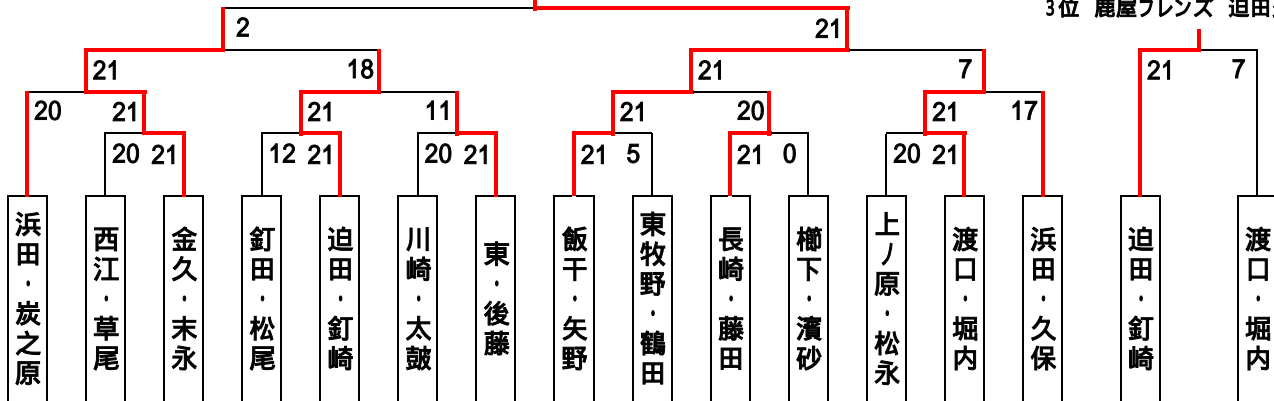 3位 鹿屋フレンズ 迫田
2 21
21 18 21 7 21 7
20 21 21 11 21 20 21 17
20 21 12 21 20 21 21 5 21 0 20 21
浜田・炭之原
西江・草尾
金久・末永
釘田・松尾
迫田・釘崎
川崎・太鼓
東・後藤
飯干・矢野
東牧野・鶴田
長崎・藤田
櫛下・濱砂
上ノ原・松永
渡口・堀内
浜田・久保
迫田・釘崎
渡口・堀内